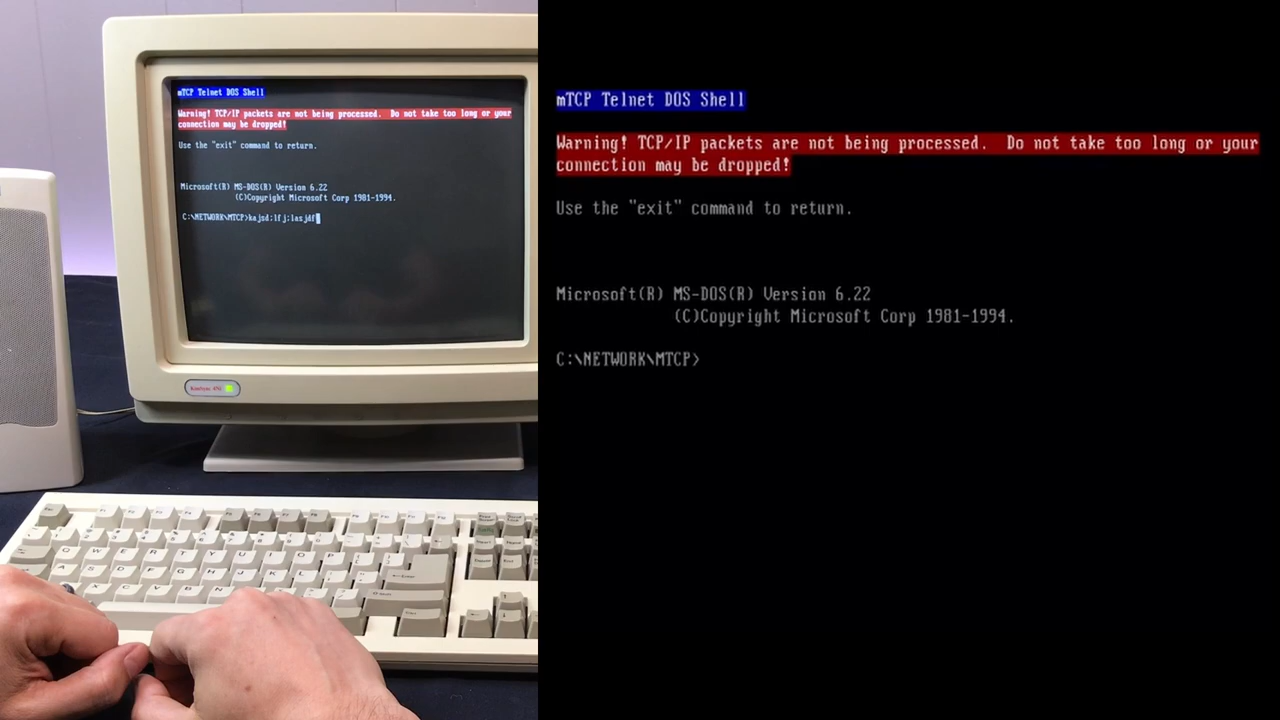 mTCP Telnet DOS Shell
Warning! TCP/IP packets are not being processed.  Do not take too long or your
connection may be dropped!
Use the "exit" command to return.
Microsoft(R) MS-DOS(R) Version 6.22
(C)Copyright Microsoft Corp 1981-1994.
C:\NETWORK\MTCP>kajsd;lfj;lasjdf
mTCP Telnet DOS Shell
Warning! TCP/IP packets are not being processed.  Do not take too long or your
connection may be dropped!
Use the "exit" command to return.
Microsoft(R) MS-DOS(R) Version 6.22
(C)Copyright Microsoft Corp 1981-1994.
C:\NETWORK\MTCP>
Q W E R T Y U I O P